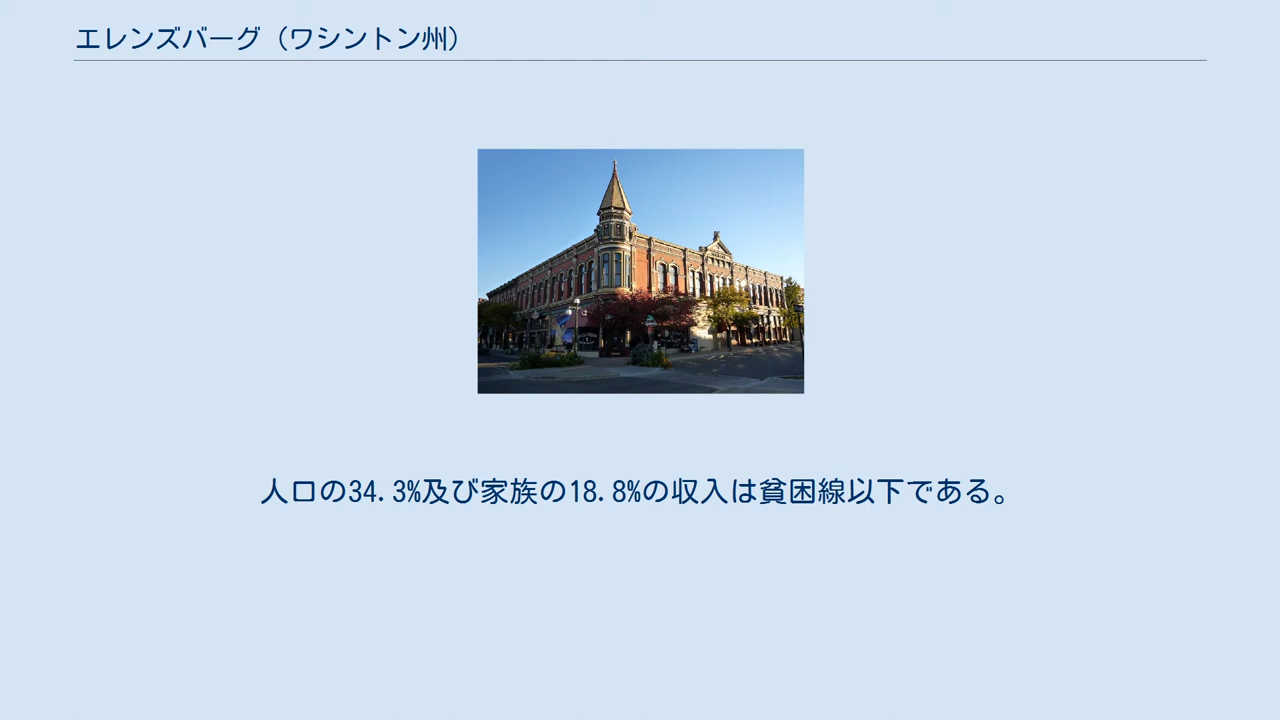 エレンズバーグ（ワシントン州）
人口の34.3%及び家族の18.8%の収入は貧困線以下である。